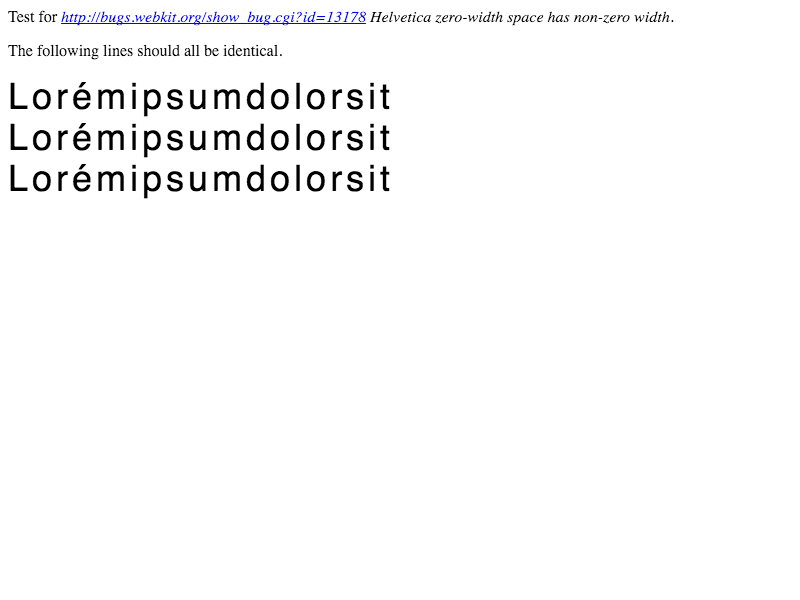 Test for http://bugs.webkit.org/show_bug.cgi?id=13178 Helvetica zero-width space has non-zero width.
The following lines should all be identical.
Lorémipsumdolorsit
Lorémipsumdolorsit
Lorémipsumdolorsit